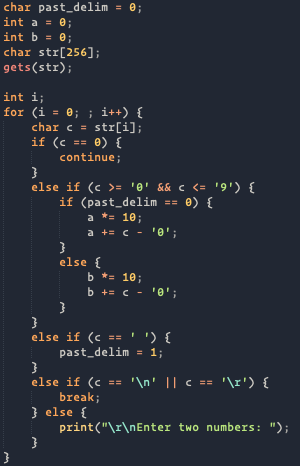 char past_delim = 0;
int a = 0;
int b = 0;
char str[256];
gets(str);

int i;
for (i = 0; ; i++) {
    char c = str[i];
    if (c == 0) {
        continue;
    }
    else if (c >= '0' && c <= '9') {
        if (past_delim == 0) {
            a *= 10;
            a += c - '0';
        }
        else {
            b *= 10;
            b += c - '0';
        }
    }
    else if (c == ' ') {
        past_delim = 1;
    }
    else if (c == '\n' || c == '\r') {
        break;
    } else {
        print("\r\nEnter two numbers: ");
    }
}